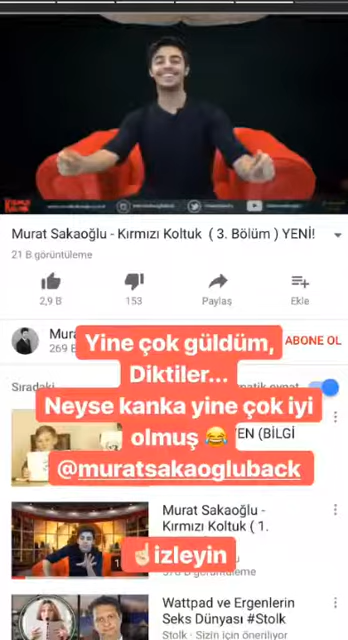 Murat Sakaoğlu - Kırmızı Koltuk ( 3. Bölüm ) YENİ!
21 B görüntüleme
2,9 B
153
Paylaş
Ekle
269 B
ABONE OL
Yine çok güldüm,
Diktiler...
Neyse kanka yine çok iyi
olmuş 😂
@muratsakaogluback
Sıradaki
EN (BİLGİ
Murat Sakaoğlu -
Kırmızı Koltuk ( 1.
☝🏻izleyin
görüntüleme
Wattpad ve Ergenlerin
Seks Dünyası #Stolk
Stolk · Sizin için öneriliyor